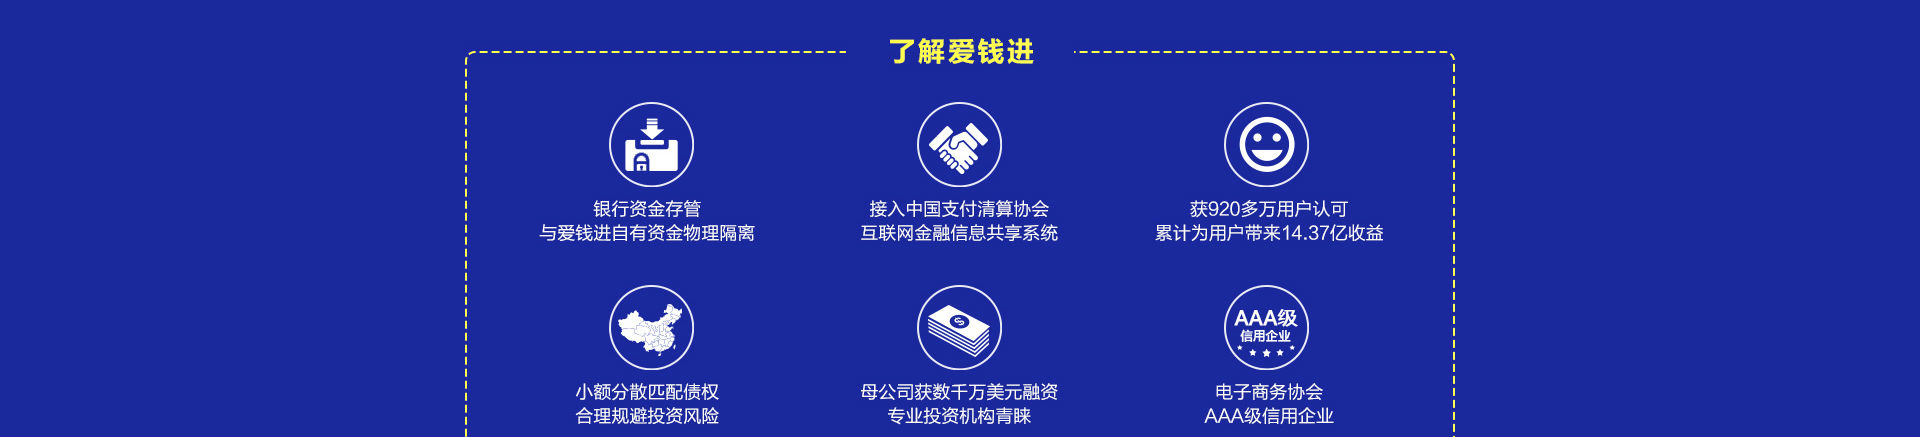 了解爱钱进
银行资金存管
与爱钱进自有资金物理隔离
接入中国支付清算协会
互联网金融信息共享系统
获920多万用户认可
累计为用户带来14.37亿收益
小额分散匹配债权
合理规避投资风险
$
母公司获数千万美元融资
专业投资机构青睐
AAA级
信用企业
电子商务协会
AAA级信用企业